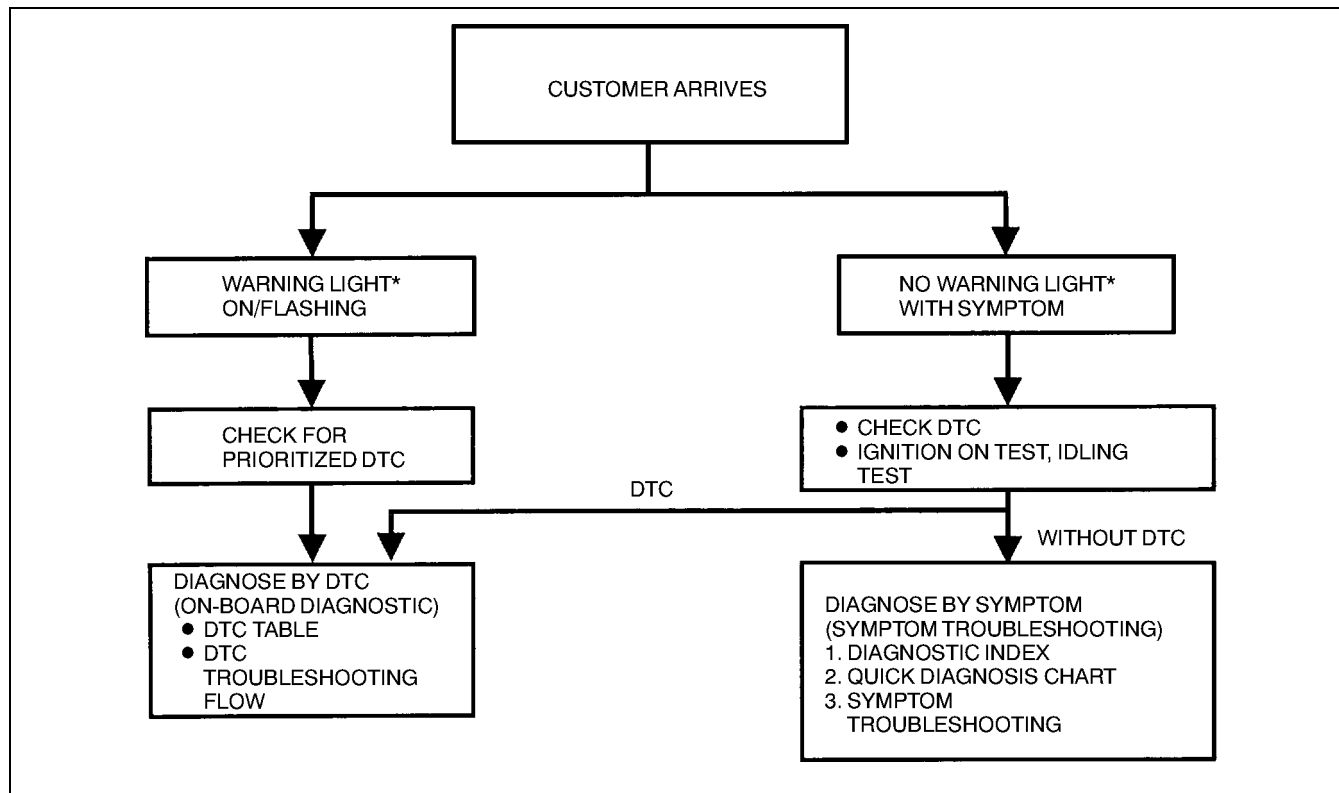 CUSTOMER ARRIVES
WARNING LIGHT*
ON/FLASHING
NO WARNING LIGHT*
WITH SYMPTOM
CHECK FOR
PRIORITIZED DTC
● CHECK DTC
● IGNITION ON TEST, IDLING
TEST
DTC
WITHOUT DTC
DIAGNOSE BY DTC
(ON-BOARD DIAGNOSTIC)
● DTC TABLE
● DTC
TROUBLESHOOTING
FLOW
DIAGNOSE BY SYMPTOM
(SYMPTOM TROUBLESHOOTING)
1. DIAGNOSTIC INDEX
2. QUICK DIAGNOSIS CHART
3. SYMPTOM
TROUBLESHOOTING